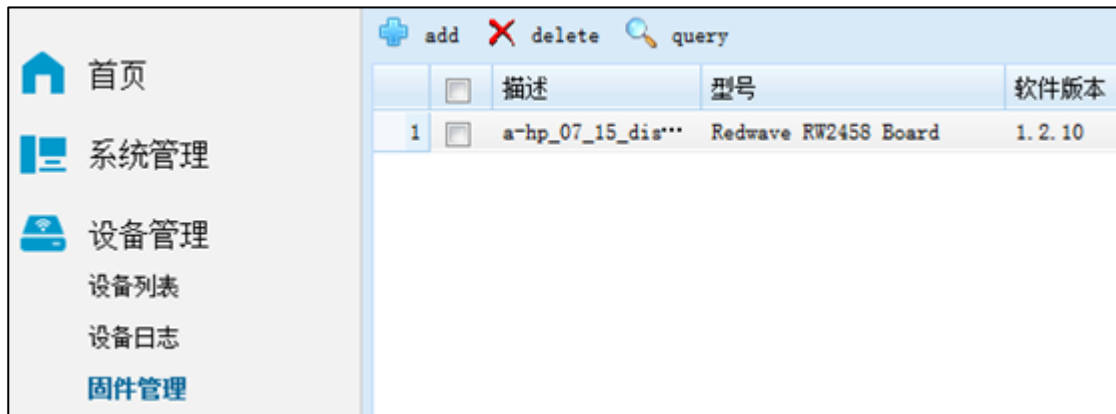 首页
系统管理
设备管理
设备列表
设备日志
固件管理
add delete query
描述 型号 软件版本
1 a-hp_07_15_dis··· Redwave RW2458 Board 1.2.10